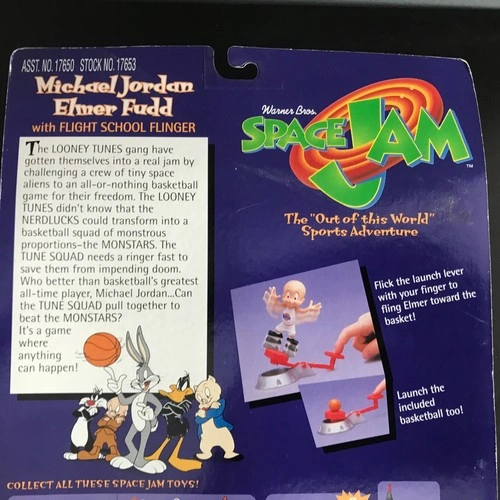 ASST. NO. 17650 STOCK NO. 17653
Michael Jordan
Elmer Fudd
with FLIGHT SCHOOL FLINGER
The LOONEY TUNES gang have
gotten themselves into a real jam by
challenging a crew of tiny space
aliens to an all-or-nothing basketball
game for their freedom. The LOONEY
TUNES didn't know that the
NERDLUCKS could transform into a
basketball squad of monstrous
proportions–the MONSTARS. The
TUNE SQUAD needs a ringer fast to
save them from impending doom.
Who better than basketball's greatest
all-time player, Michael Jordan...Can
the TUNE SQUAD pull together to
beat the MONSTARS?
It's a game
where
anything
can happen!
COLLECT ALL THESE SPACE JAM TOYS!
Warner Bros.
SPACE JAM
TM
The "Out of this World"
Sports Adventure
Flick the launch lever
with your finger to
fling Elmer toward the
basket!
Launch the
included
basketball too!